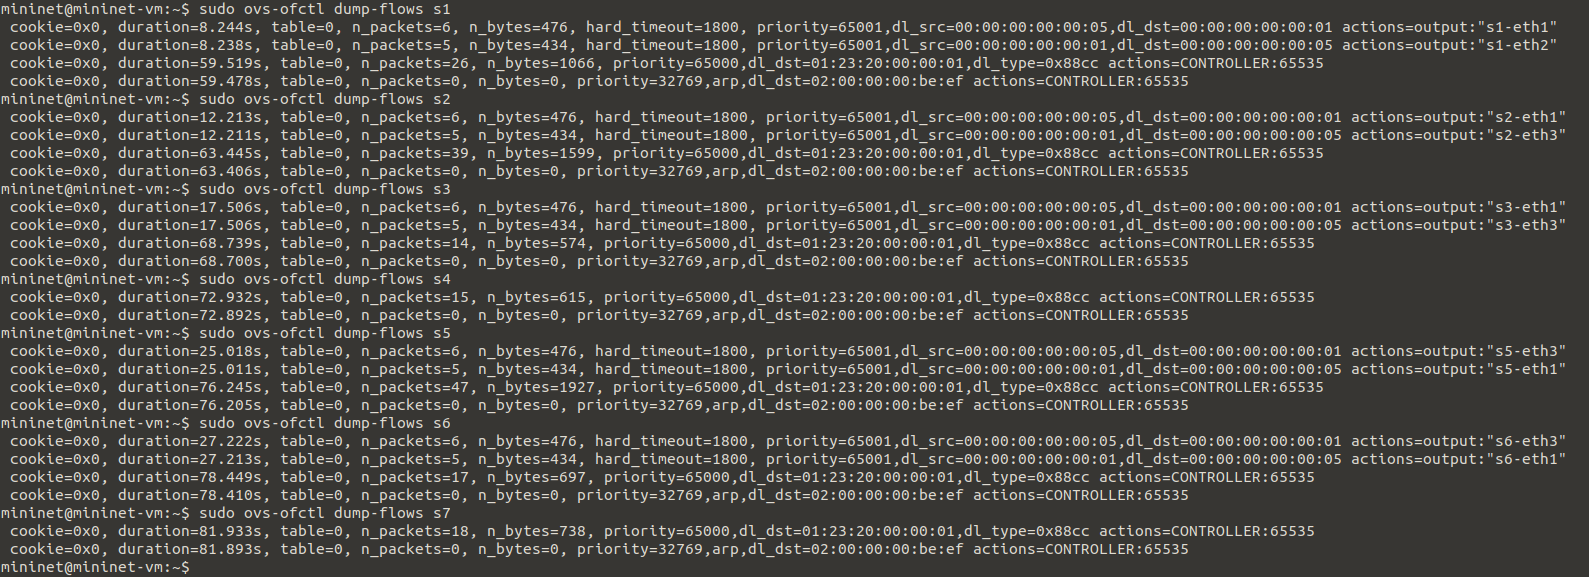 mininet@mininet-vm:~$ sudo ovs-ofctl dump-flows s1
 cookie=0x0, duration=8.244s, table=0, n_packets=6, n_bytes=476, hard_timeout=1800, priority=65001,dl_src=00:00:00:00:00:05,dl_dst=00:00:00:00:00:01 actions=output:"s1-eth1"
 cookie=0x0, duration=8.238s, table=0, n_packets=5, n_bytes=434, hard_timeout=1800, priority=65001,dl_src=00:00:00:00:00:01,dl_dst=00:00:00:00:00:05 actions=output:"s1-eth2"
 cookie=0x0, duration=59.519s, table=0, n_packets=26, n_bytes=1066, priority=65000,dl_dst=01:23:20:00:00:01,dl_type=0x88cc actions=CONTROLLER:65535
 cookie=0x0, duration=59.478s, table=0, n_packets=0, n_bytes=0, priority=32769,arp,dl_dst=02:00:00:00:be:ef actions=CONTROLLER:65535
mininet@mininet-vm:~$ sudo ovs-ofctl dump-flows s2
 cookie=0x0, duration=12.213s, table=0, n_packets=6, n_bytes=476, hard_timeout=1800, priority=65001,dl_src=00:00:00:00:00:05,dl_dst=00:00:00:00:00:01 actions=output:"s2-eth1"
 cookie=0x0, duration=12.211s, table=0, n_packets=5, n_bytes=434, hard_timeout=1800, priority=65001,dl_src=00:00:00:00:00:01,dl_dst=00:00:00:00:00:05 actions=output:"s2-eth3"
 cookie=0x0, duration=63.445s, table=0, n_packets=39, n_bytes=1599, priority=65000,dl_dst=01:23:20:00:00:01,dl_type=0x88cc actions=CONTROLLER:65535
 cookie=0x0, duration=63.406s, table=0, n_packets=0, n_bytes=0, priority=32769,arp,dl_dst=02:00:00:00:be:ef actions=CONTROLLER:65535
mininet@mininet-vm:~$ sudo ovs-ofctl dump-flows s3
 cookie=0x0, duration=17.506s, table=0, n_packets=6, n_bytes=476, hard_timeout=1800, priority=65001,dl_src=00:00:00:00:00:05,dl_dst=00:00:00:00:00:01 actions=output:"s3-eth1"
 cookie=0x0, duration=17.506s, table=0, n_packets=5, n_bytes=434, hard_timeout=1800, priority=65001,dl_src=00:00:00:00:00:01,dl_dst=00:00:00:00:00:05 actions=output:"s3-eth3"
 cookie=0x0, duration=68.739s, table=0, n_packets=14, n_bytes=574, priority=65000,dl_dst=01:23:20:00:00:01,dl_type=0x88cc actions=CONTROLLER:65535
 cookie=0x0, duration=68.700s, table=0, n_packets=0, n_bytes=0, priority=32769,arp,dl_dst=02:00:00:00:be:ef actions=CONTROLLER:65535
mininet@mininet-vm:~$ sudo ovs-ofctl dump-flows s4
 cookie=0x0, duration=72.932s, table=0, n_packets=15, n_bytes=615, priority=65000,dl_dst=01:23:20:00:00:01,dl_type=0x88cc actions=CONTROLLER:65535
 cookie=0x0, duration=72.892s, table=0, n_packets=0, n_bytes=0, priority=32769,arp,dl_dst=02:00:00:00:be:ef actions=CONTROLLER:65535
mininet@mininet-vm:~$ sudo ovs-ofctl dump-flows s5
 cookie=0x0, duration=25.018s, table=0, n_packets=6, n_bytes=476, hard_timeout=1800, priority=65001,dl_src=00:00:00:00:00:05,dl_dst=00:00:00:00:00:01 actions=output:"s5-eth3"
 cookie=0x0, duration=25.011s, table=0, n_packets=5, n_bytes=434, hard_timeout=1800, priority=65001,dl_src=00:00:00:00:00:01,dl_dst=00:00:00:00:00:05 actions=output:"s5-eth1"
 cookie=0x0, duration=76.245s, table=0, n_packets=47, n_bytes=1927, priority=65000,dl_dst=01:23:20:00:00:01,dl_type=0x88cc actions=CONTROLLER:65535
 cookie=0x0, duration=76.205s, table=0, n_packets=0, n_bytes=0, priority=32769,arp,dl_dst=02:00:00:00:be:ef actions=CONTROLLER:65535
mininet@mininet-vm:~$ sudo ovs-ofctl dump-flows s6
 cookie=0x0, duration=27.222s, table=0, n_packets=6, n_bytes=476, hard_timeout=1800, priority=65001,dl_src=00:00:00:00:00:05,dl_dst=00:00:00:00:00:01 actions=output:"s6-eth3"
 cookie=0x0, duration=27.213s, table=0, n_packets=5, n_bytes=434, hard_timeout=1800, priority=65001,dl_src=00:00:00:00:00:01,dl_dst=00:00:00:00:00:05 actions=output:"s6-eth1"
 cookie=0x0, duration=78.449s, table=0, n_packets=17, n_bytes=697, priority=65000,dl_dst=01:23:20:00:00:01,dl_type=0x88cc actions=CONTROLLER:65535
 cookie=0x0, duration=78.410s, table=0, n_packets=0, n_bytes=0, priority=32769,arp,dl_dst=02:00:00:00:be:ef actions=CONTROLLER:65535
mininet@mininet-vm:~$ sudo ovs-ofctl dump-flows s7
 cookie=0x0, duration=81.933s, table=0, n_packets=18, n_bytes=738, priority=65000,dl_dst=01:23:20:00:00:01,dl_type=0x88cc actions=CONTROLLER:65535
 cookie=0x0, duration=81.893s, table=0, n_packets=0, n_bytes=0, priority=32769,arp,dl_dst=02:00:00:00:be:ef actions=CONTROLLER:65535
mininet@mininet-vm:~$